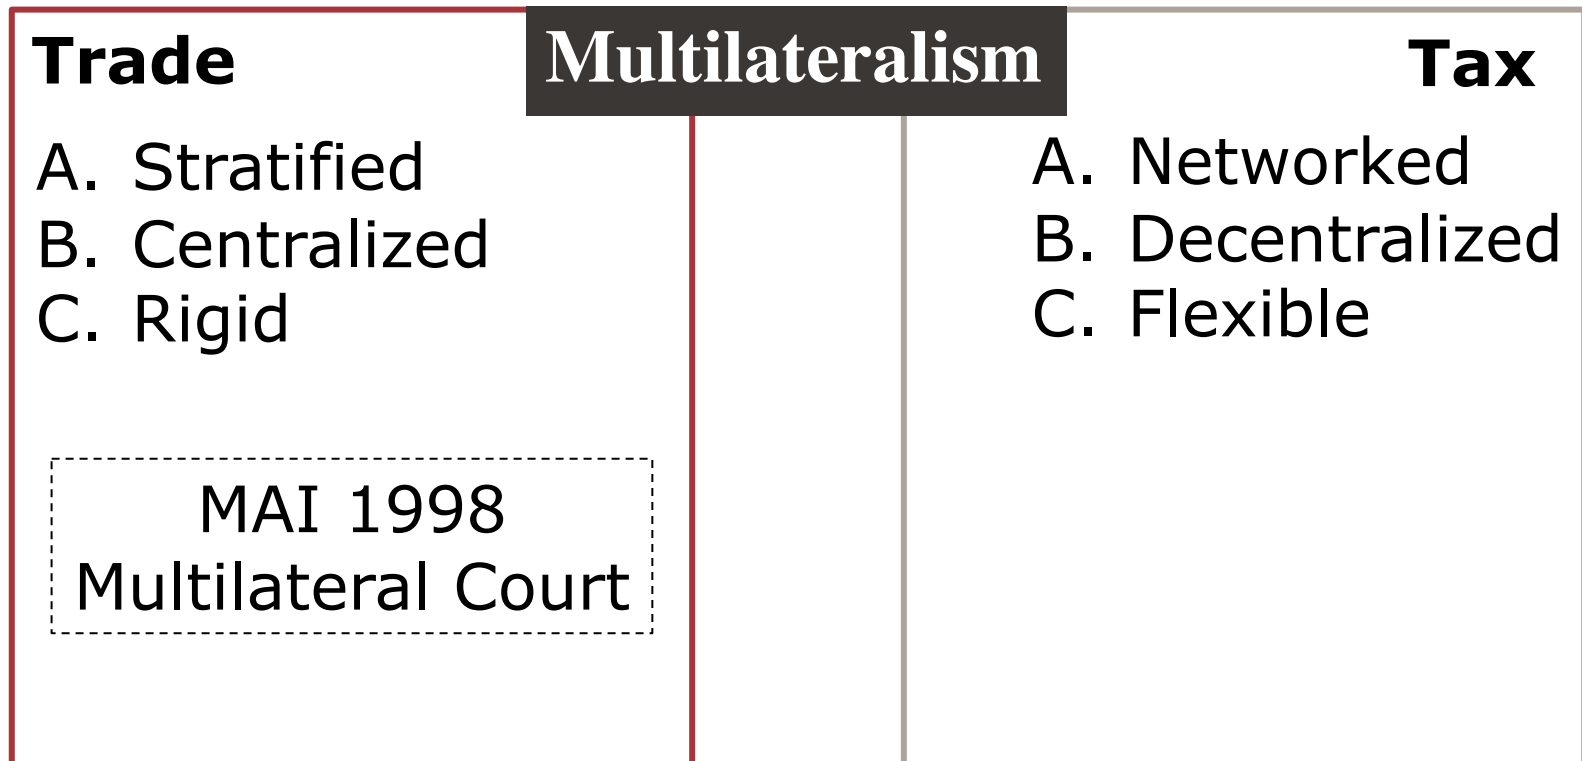 Multilateralism
Trade
A. Stratified
B. Centralized
C. Rigid
MAI 1998
Multilateral Court
Tax
A. Networked
B. Decentralized
C. Flexible